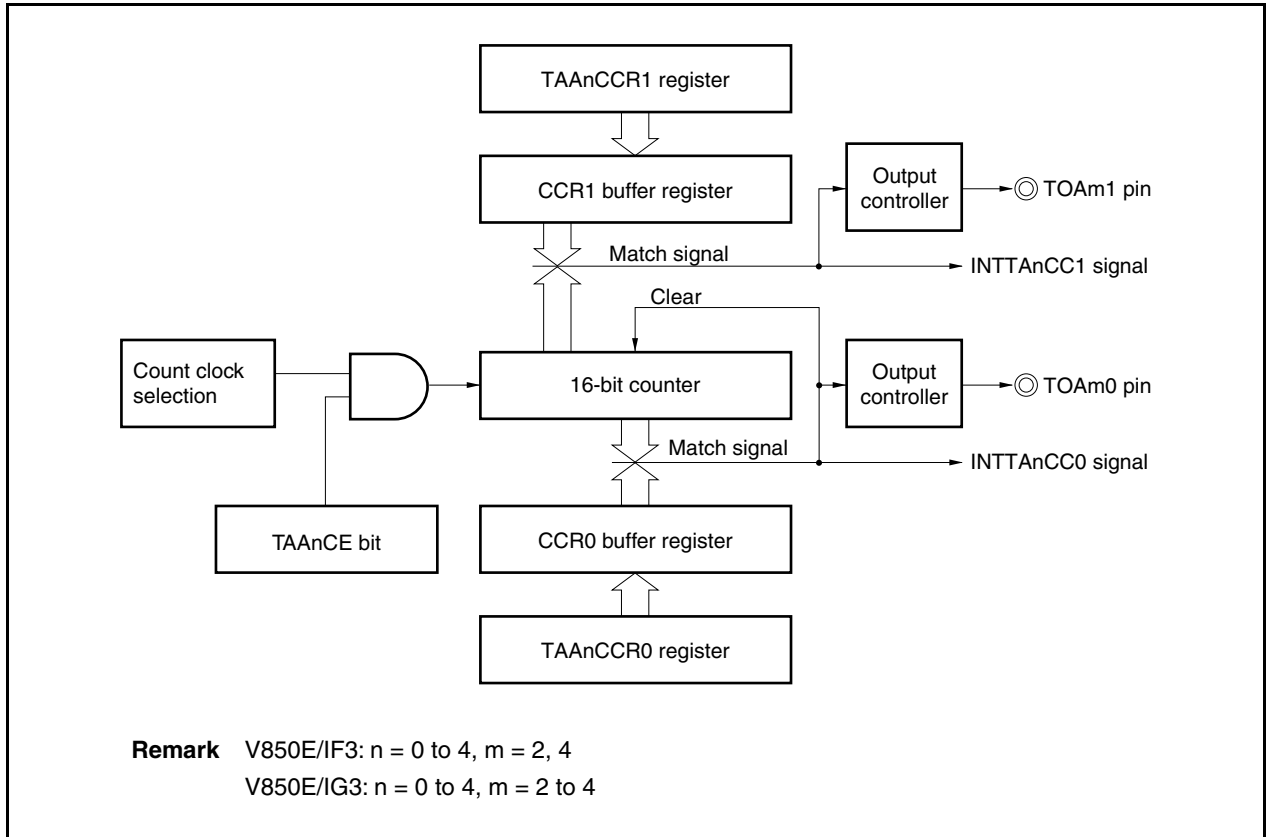 TAAnCCR1 register
CCR1 buffer register
Output
controller
TOAm1 pin
Match signal
INTTAnCC1 signal
Clear
Count clock
selection
16-bit counter
Output
controller
TOAm0 pin
Match signal
INTTAnCC0 signal
TAAnCE bit
CCR0 buffer register
TAAnCCR0 register
Remark V850E/IF3: n = 0 to 4, m = 2, 4
V850E/IG3: n = 0 to 4, m = 2 to 4